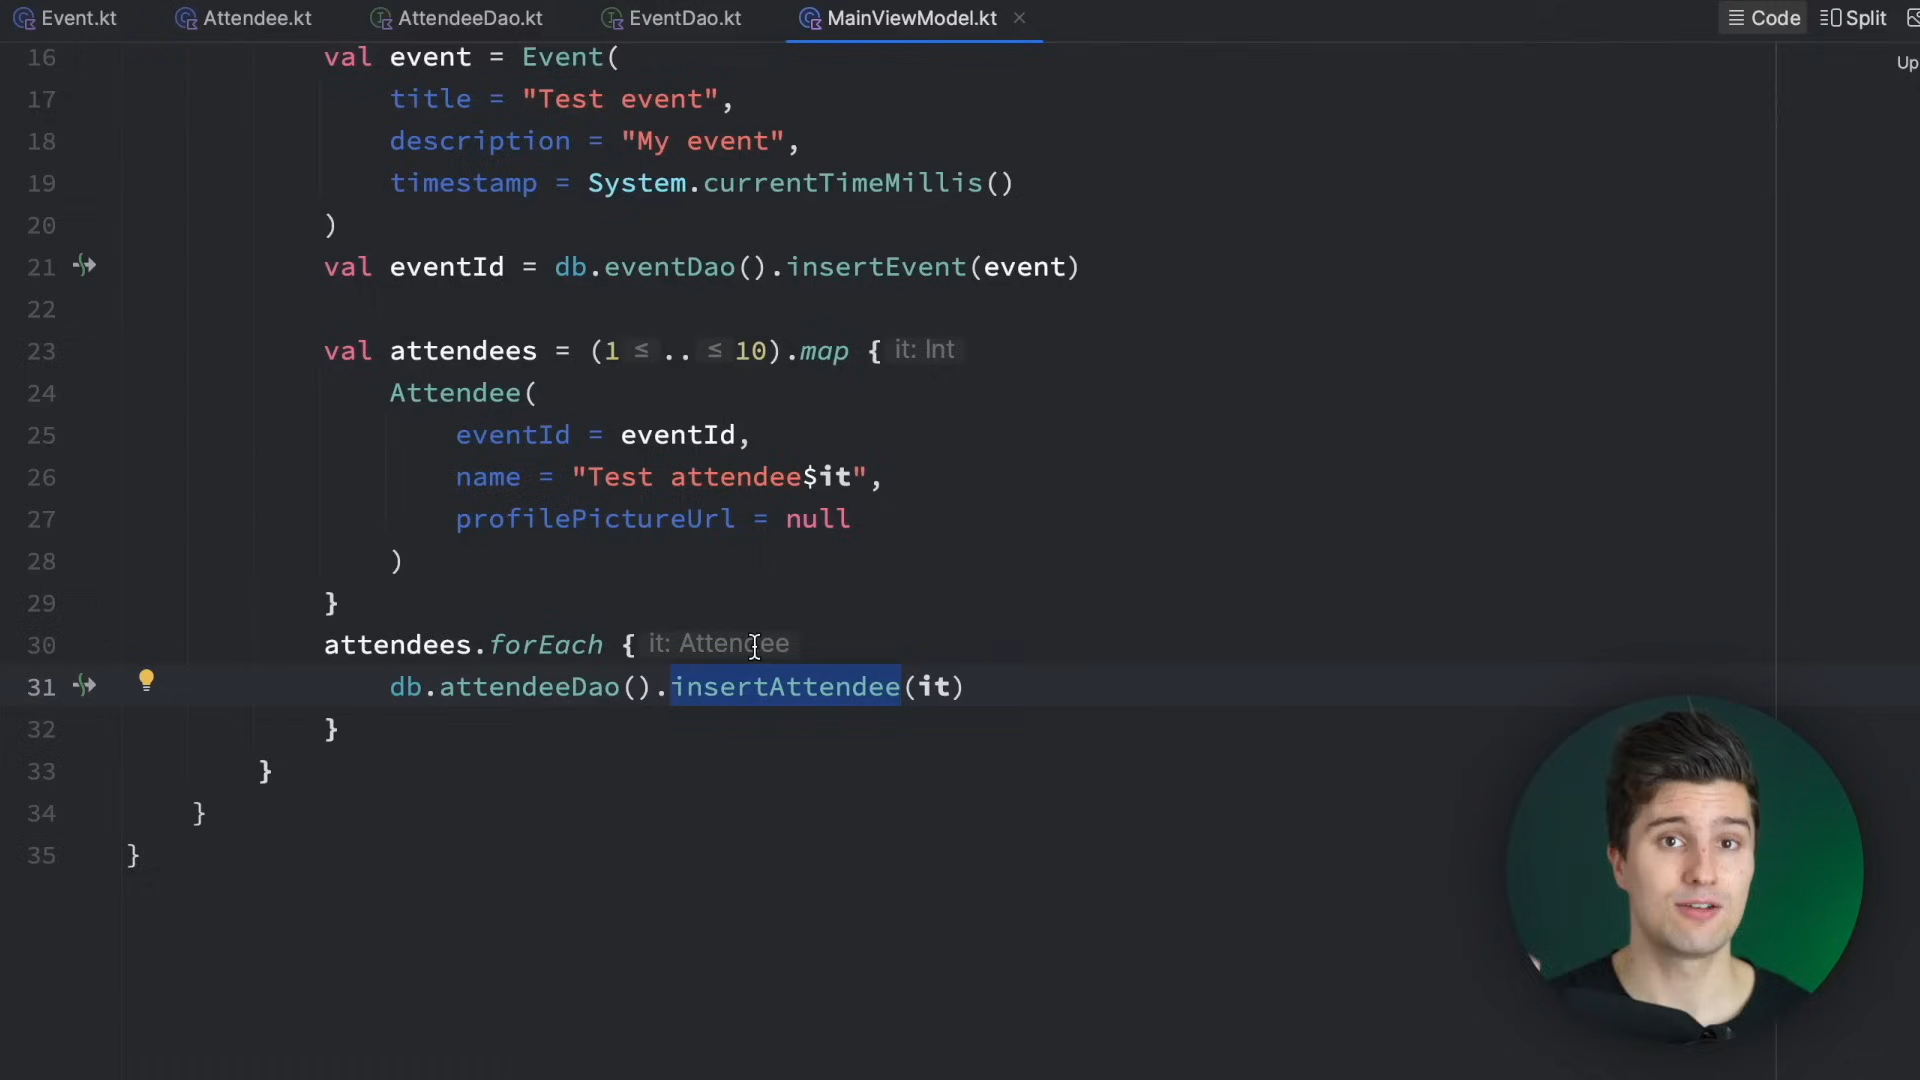 Event.kt Attendee.kt AttendeeDao.kt EventDao.kt MainViewModel.kt Code Split
Up
16 val event = Event(
17 title = "Test event",
18 description = "My event",
19 timestamp = System.currentTimeMillis()
20 )
21 val eventId = db.eventDao().insertEvent(event)
22
23 val attendees = (1 ≤ .. ≤ 10).map { it: Int
24 Attendee(
25 eventId = eventId,
26 name = "Test attendee$it",
27 profilePictureUrl = null
28 )
29 }
30 attendees.forEach { it: Attendee
31 db.attendeeDao().insertAttendee(it)
32 }
33 }
34 }
35 }